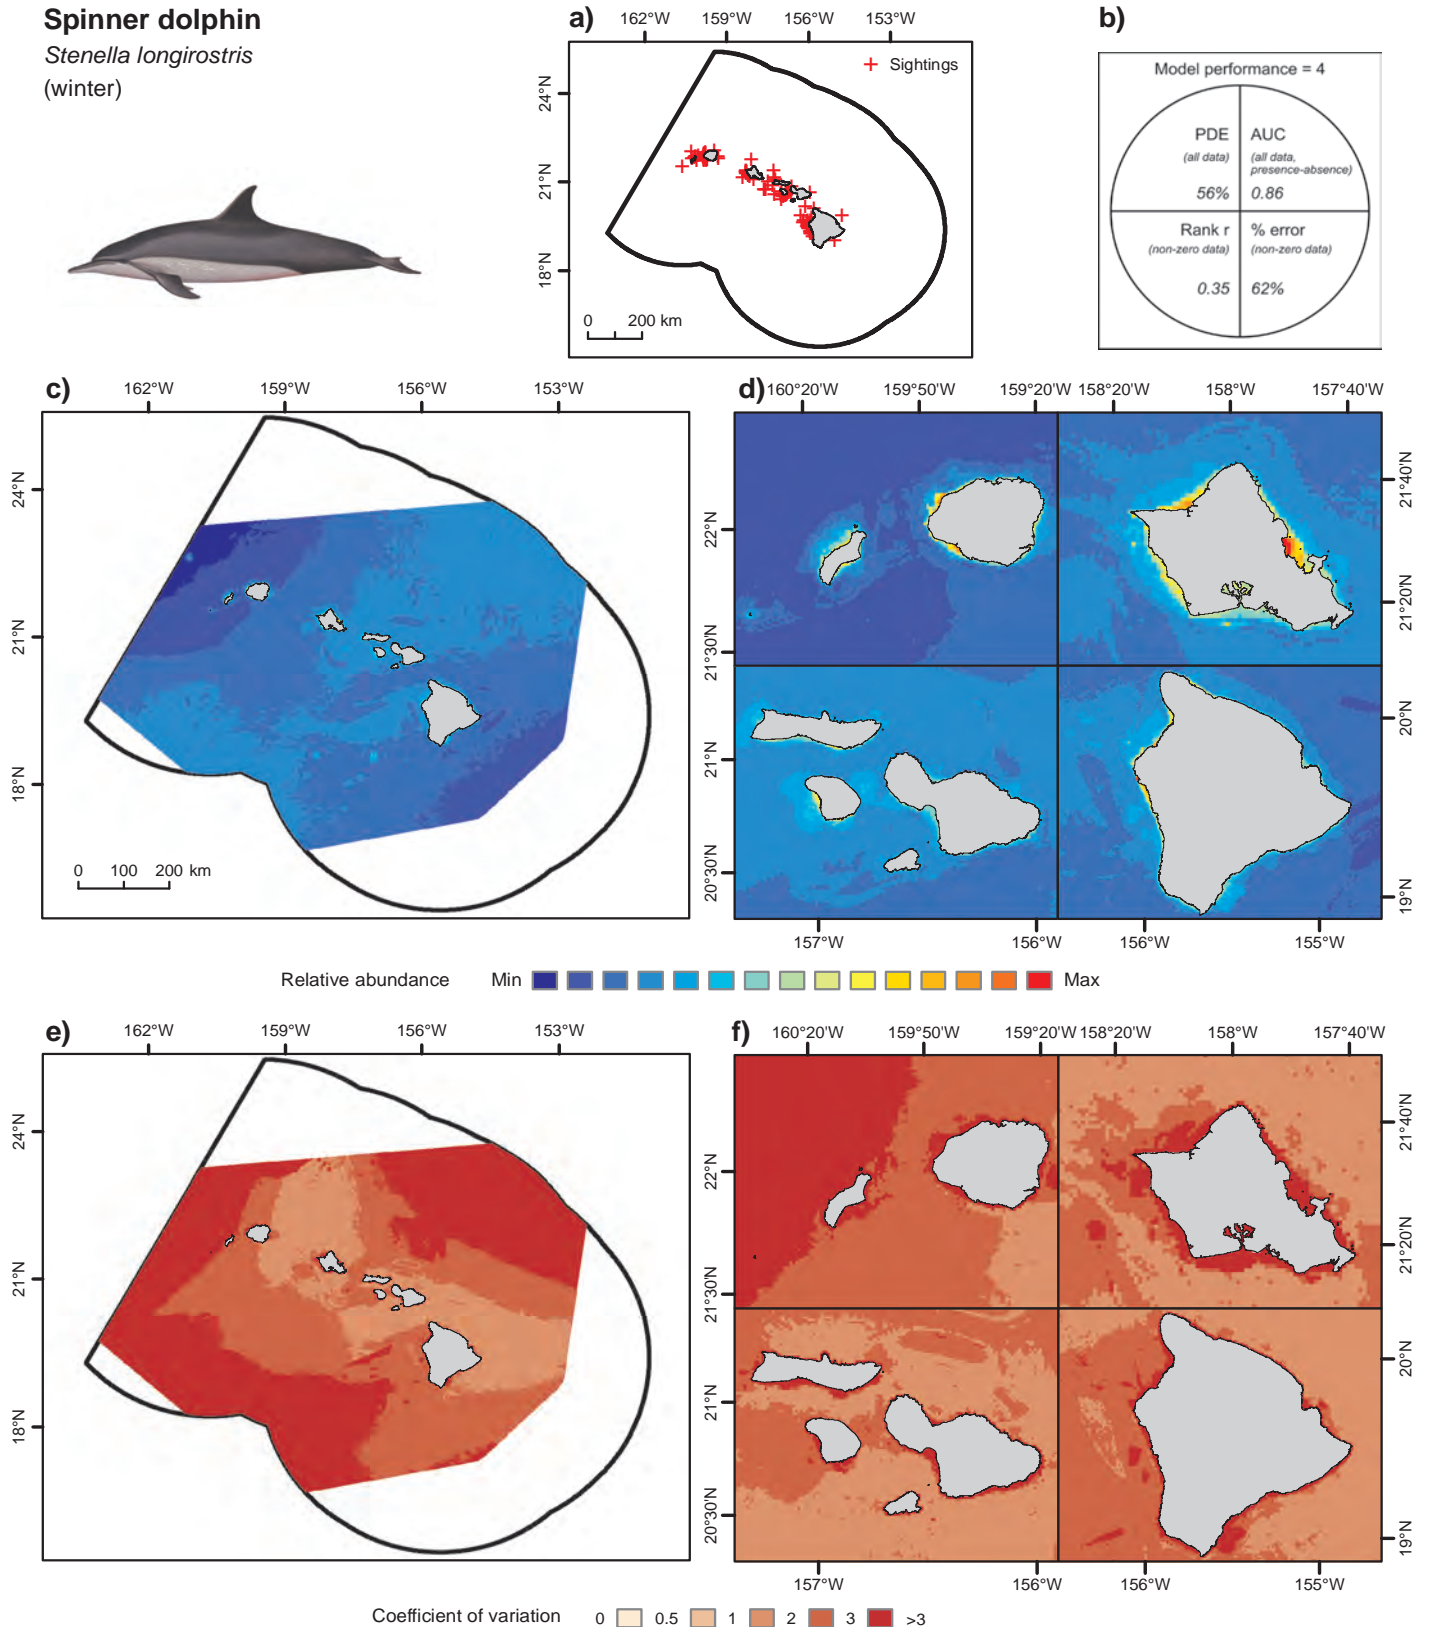 Spinner dolphin
Stenella longirostris
(winter)
a)
162°W 159°W 156°W 153°W
24°N
21°N
18°N
Sightings
0 200 km
b)
Model performance = 4
PDE
(all data)
56%
AUC
(all data,
presence-absence)
0.86
Rank r
(non-zero data)
0.35
% error
(non-zero data)
62%
c)
162°W 159°W 156°W 153°W
24°N
21°N
18°N
0 100 200 km
d)
160°20'W 159°50'W 159°20'W 158°20'W 158°W 157°40'W
22°N
21°30'N
21°N
20°30'N
21°40'N
21°20'N
20°N
19°N
157°W 156°W 156°W 155°W
Relative abundance Min Max
e)
162°W 159°W 156°W 153°W
24°N
21°N
18°N
f)
160°20'W 159°50'W 159°20'W 158°20'W 158°W 157°40'W
22°N
21°30'N
21°N
20°30'N
21°40'N
21°20'N
20°N
19°N
157°W 156°W 156°W 155°W
Coefficient of variation 0 0.5 1 2 3 >3